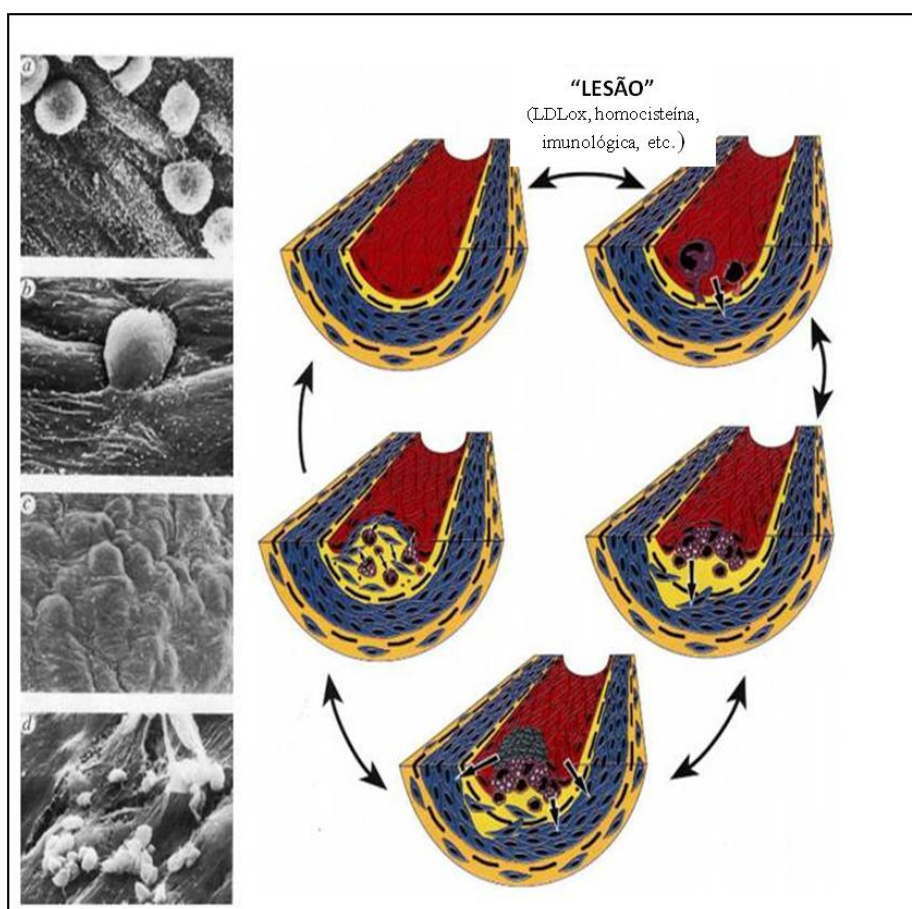 a
"LESÃO"
(LDLox, homocisteína,
imunológica, etc.)
b
c
d